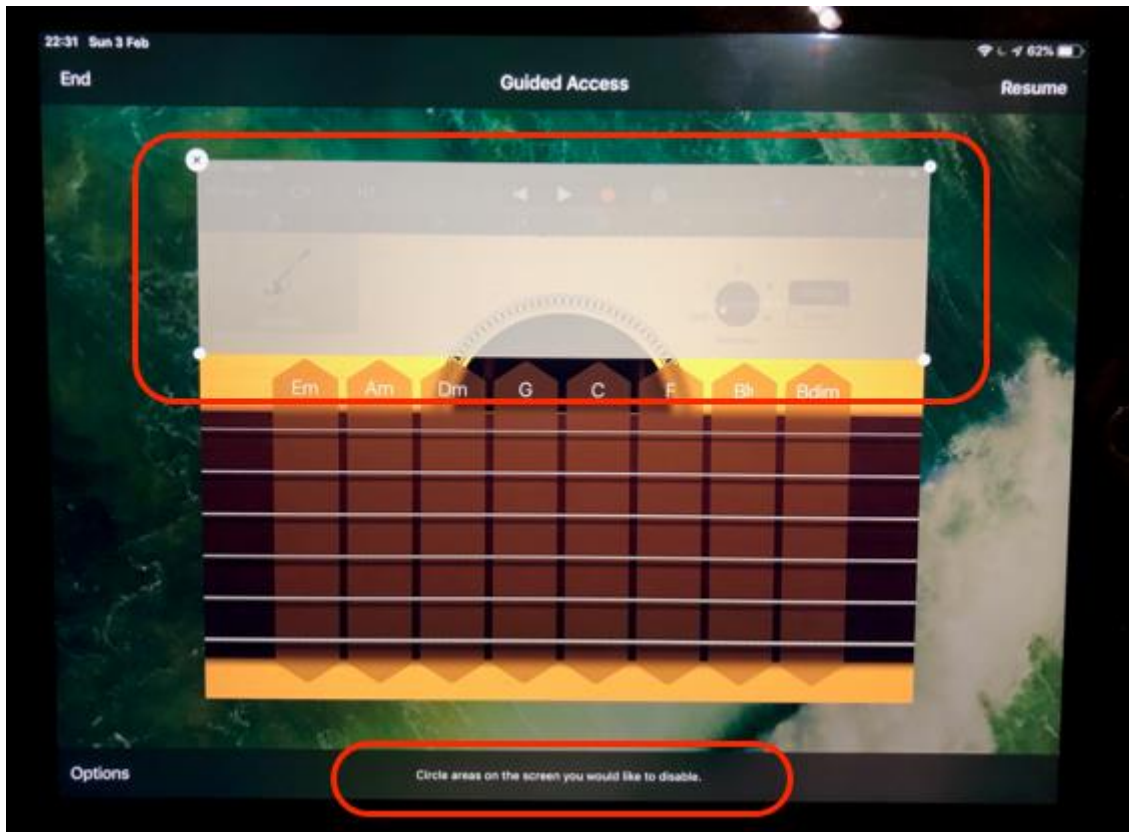 22:31 Sun 3 Feb
62%
End
Guided Access
Resume
Em Am Dm G C F Bb Bdim
Options
Circle areas on the screen you would like to disable.